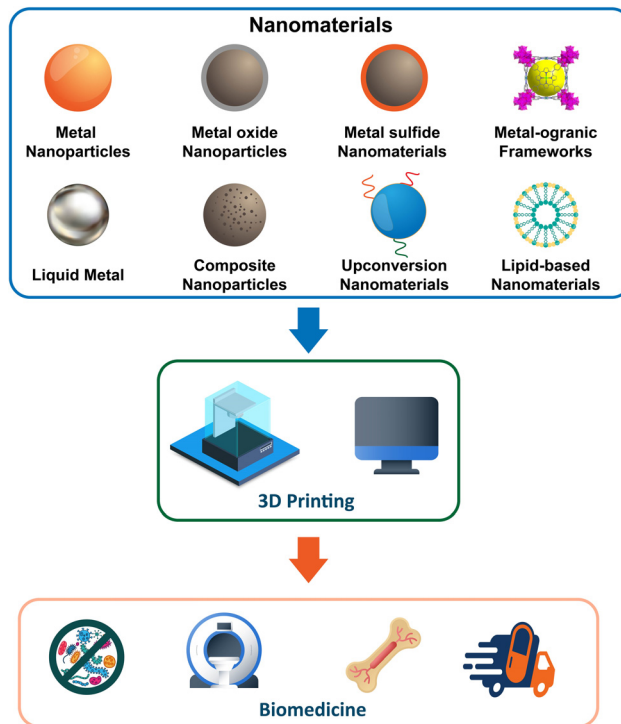 Nanomaterials
Metal
Nanoparticles
Metal oxide
Nanoparticles
Metal sulfide
Nanomaterials
Metal-ogranic
Frameworks
Liquid Metal
Composite
Nanoparticles
Upconversion
Nanomaterials
Lipid-based
Nanomaterials
3D Printing
Biomedicine